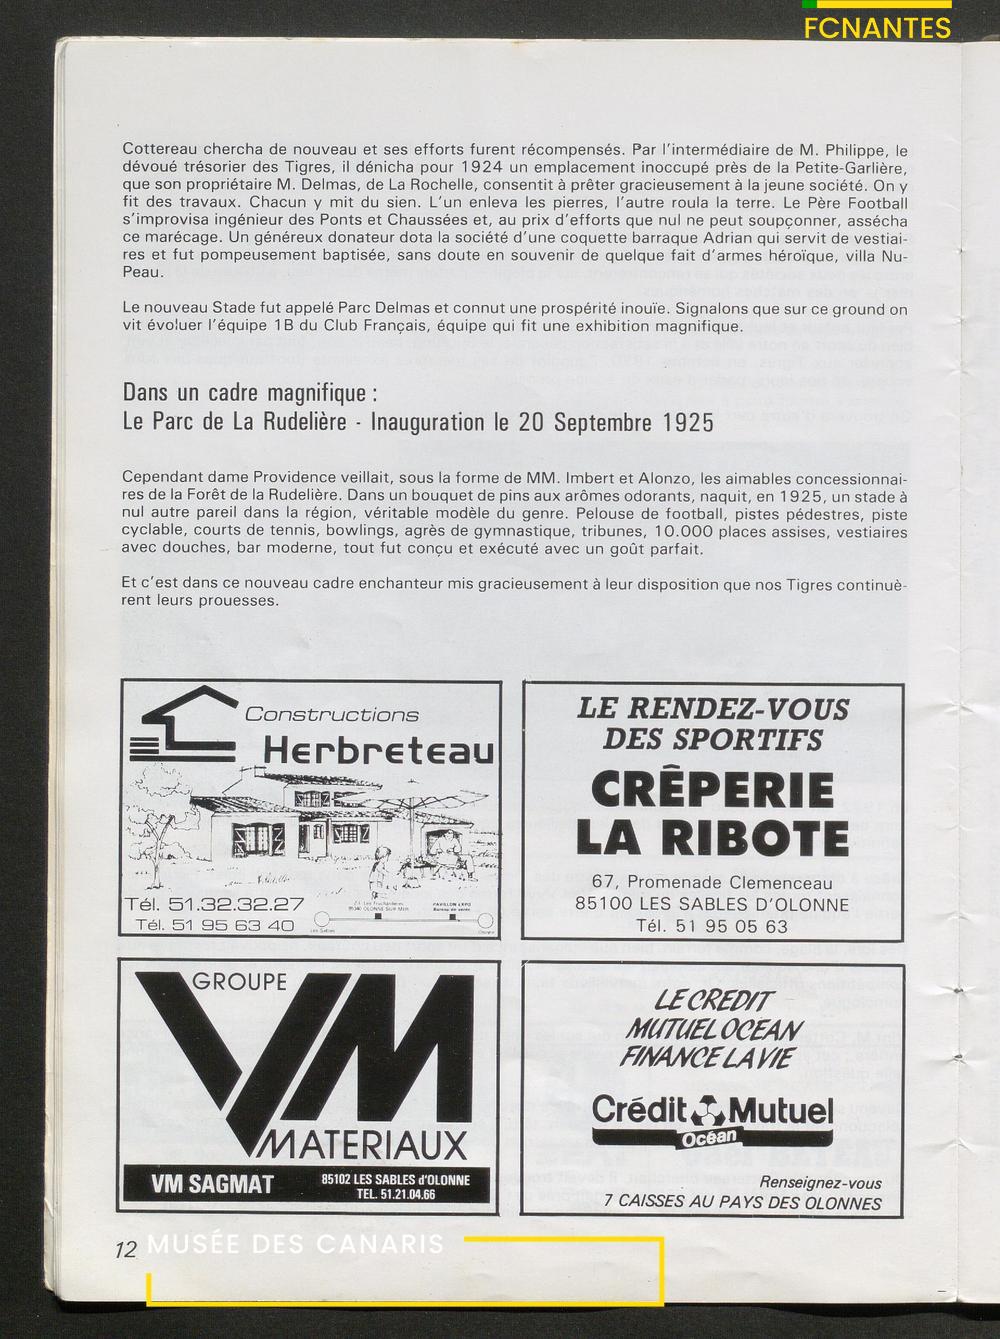 FCNANTES
Cottereau chercha de nouveau et ses efforts furent récompensés. Par l'intermédiaire de M. Philippe, le
dévoué trésorier des Tigres, il dénicha pour 1924 un emplacement inoccupé près de la Petite-Garlière,
que son propriétaire M. Delmas, de La Rochelle, consentit à prêter gracieusement à la jeune société. On y
fit des travaux. Chacun y mit du sien. L'un enleva les pierres, l'autre roula la terre. Le Père Football
s'improvisa ingénieur des Ponts et Chaussées et, au prix d'efforts que nul ne peut soupçonner, assécha
ce marécage. Un généreux donateur dota la société d'une coquette barraque Adrian qui servit de vestiai-
res et fut pompeusement baptisée, sans doute en souvenir de quelque fait d'armes héroïque, villa Nu-
Peau.
Le nouveau Stade fut appelé Parc Delmas et connut une prospérité inouïe. Signalons que sur ce ground on
vit évoluer l'équipe 1B du Club Français, équipe qui fit une exhibition magnifique.
Dans un cadre magnifique :
Le Parc de La Rudelière - Inauguration le 20 Septembre 1925
Cependant dame Providence veillait, sous la forme de MM. Imbert et Alonzo, les aimables concessionnai-
res de la Forêt de la Rudelière. Dans un bouquet de pins aux arômes odorants, naquit, en 1925, un stade à
nul autre pareil dans la région, véritable modèle du genre. Pelouse de football, pistes pédestres, piste
cyclable, courts de tennis, bowlings, agrès de gymnastique, tribunes, 10.000 places assises, vestiaires
avec douches, bar moderne, tout fut conçu et exécuté avec un goût parfait.
Et c'est dans ce nouveau cadre enchanteur mis gracieusement à leur disposition que nos Tigres continuè-
rent leurs prouesses.
Constructions
Herbreteau
Tél. 51.32.32.27
Tél. 51 95 63 40
Z.I. Les Fruchardières
85340 OLONNE SUR MER
PAVILLON EXPO
Bureau de vente
Les Sables
LE RENDEZ-VOUS
DES SPORTIFS
CRÊPERIE
LA RIBOTE
67, Promenade Clemenceau
85100 LES SABLES D'OLONNE
Tél. 51 95 05 63
GROUPE
VM
MATERIAUX
VM SAGMAT
85102 LES SABLES d'OLONNE
TEL. 51.21.04.66
LE CREDIT
MUTUEL OCEAN
FINANCE LA VIE
Crédit Mutuel
Océan
Renseignez-vous
7 CAISSES AU PAYS DES OLONNES
12
MUSÉE DES CANARIS